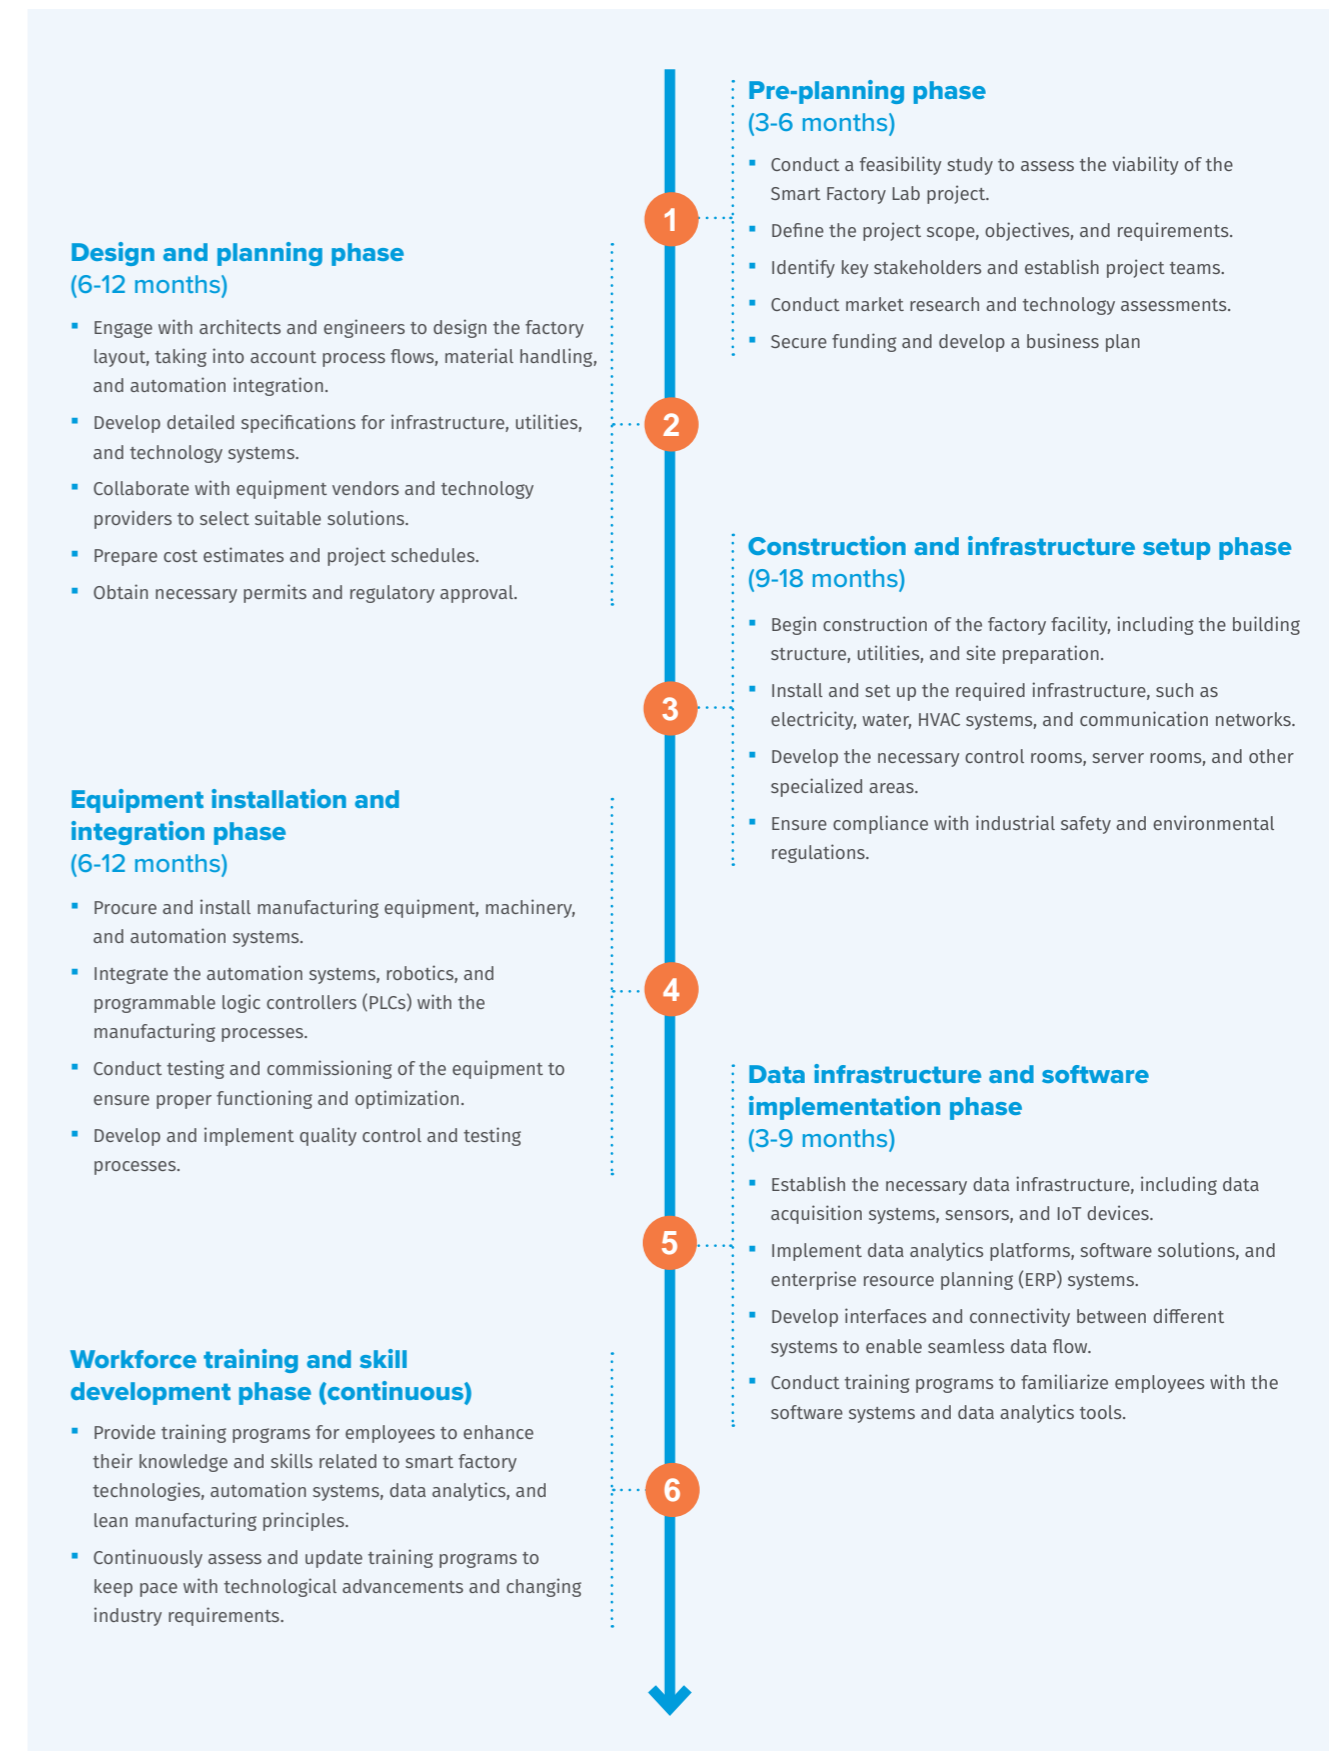 Pre-planning phase
(3-6 months)
▪ Conduct a feasibility study to assess the viability of the
Smart Factory Lab project.
▪ Define the project scope, objectives, and requirements.
▪ Identify key stakeholders and establish project teams.
▪ Conduct market research and technology assessments.
▪ Secure funding and develop a business plan
1
Design and planning phase
(6-12 months)
▪ Engage with architects and engineers to design the factory
layout, taking into account process flows, material handling,
and automation integration.
▪ Develop detailed specifications for infrastructure, utilities,
and technology systems.
▪ Collaborate with equipment vendors and technology
providers to select suitable solutions.
▪ Prepare cost estimates and project schedules.
▪ Obtain necessary permits and regulatory approval.
2
Construction and infrastructure setup phase
(9-18 months)
▪ Begin construction of the factory facility, including the building
structure, utilities, and site preparation.
▪ Install and set up the required infrastructure, such as
electricity, water, HVAC systems, and communication networks.
▪ Develop the necessary control rooms, server rooms, and other
specialized areas.
▪ Ensure compliance with industrial safety and environmental
regulations.
3
Equipment installation and
integration phase
(6-12 months)
▪ Procure and install manufacturing equipment, machinery,
and automation systems.
▪ Integrate the automation systems, robotics, and
programmable logic controllers (PLCs) with the
manufacturing processes.
▪ Conduct testing and commissioning of the equipment to
ensure proper functioning and optimization.
▪ Develop and implement quality control and testing
processes.
4
Data infrastructure and software
implementation phase
(3-9 months)
▪ Establish the necessary data infrastructure, including data
acquisition systems, sensors, and IoT devices.
▪ Implement data analytics platforms, software solutions, and
enterprise resource planning (ERP) systems.
▪ Develop interfaces and connectivity between different
systems to enable seamless data flow.
▪ Conduct training programs to familiarize employees with the
software systems and data analytics tools.
5
Workforce training and skill
development phase (continuous)
▪ Provide training programs for employees to enhance
their knowledge and skills related to smart factory
technologies, automation systems, data analytics, and
lean manufacturing principles.
▪ Continuously assess and update training programs to
keep pace with technological advancements and changing
industry requirements.
6